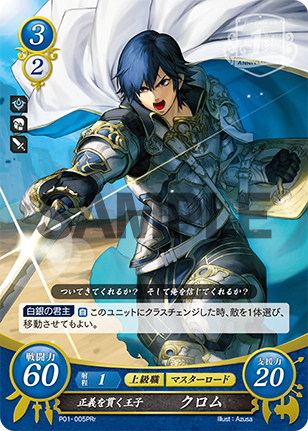 3
2
ANNIV
SAMPLE
ついてきてくれるか？ そして俺を信じてくれるか？
白銀の君主 自 このユニットにクラスチェンジした時、敵を1体選び、
移動させてもよい。
戦闘力
60
射程 1
上級職
マスターロード
支援力
20
正義を貫く王子 クロム
P01-005PRr
Illust：Azusa